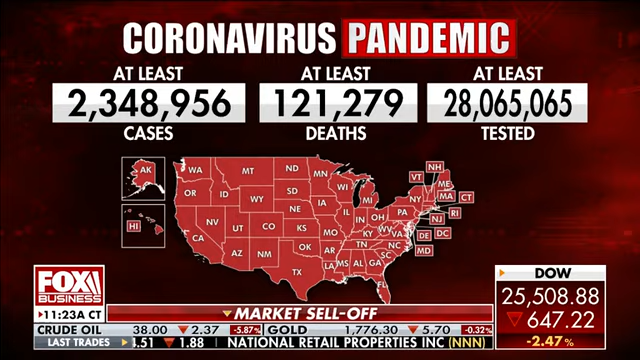 CORONAVIRUS PANDEMIC
AT LEAST AT LEAST AT LEAST
2,348,956 121,279 28,065,065
CASES DEATHS TESTED
AK WA MT ND MN VT NH ME
OR ID WY SD WI MI NY MA CT
NE IA PA RI
HI NV UT CO KS IL IN OH NJ
CA MO KY WV VA DE DC
AZ NM OK AR TN NC MD
TX LA MS AL GA SC
FL
FOX
BUSINESS
11:23A CT
MARKET SELL-OFF
DOW
25,508.88
▼ 647.22
-2.47%
CRUDE OIL 38.00 ▼ 2.37 -5.87% GOLD 1,776.30 ▼ 5.70 -0.32%
LAST TRADES 4.51 ▼ 1.88 NATIONAL RETAIL PROPERTIES INC (NNN)